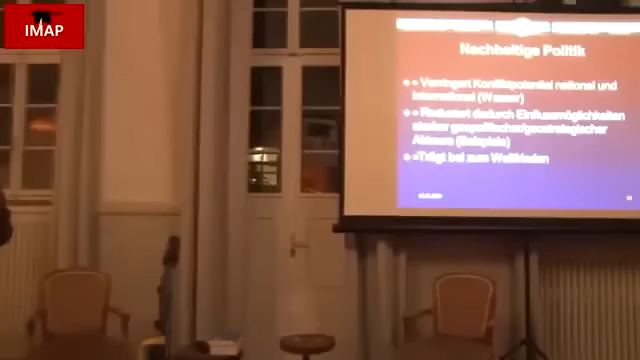 IMAP
Nachhaltige Politik
Verringert Konfliktpotential national und
international (Wasser)
Reduziert dadurch Einflussmöglichkeiten
geopolitischer/geostrategischer
Akteure (Beispiele)
Trägt bei zum Weltfrieden